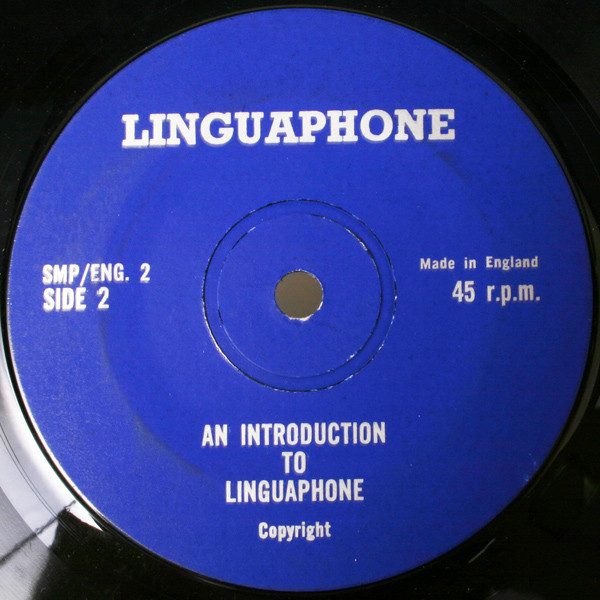 LINGUAPHONE
SMP/ENG. 2
SIDE 2
Made in England
45 r.p.m.
AN INTRODUCTION
TO
LINGUAPHONE
Copyright